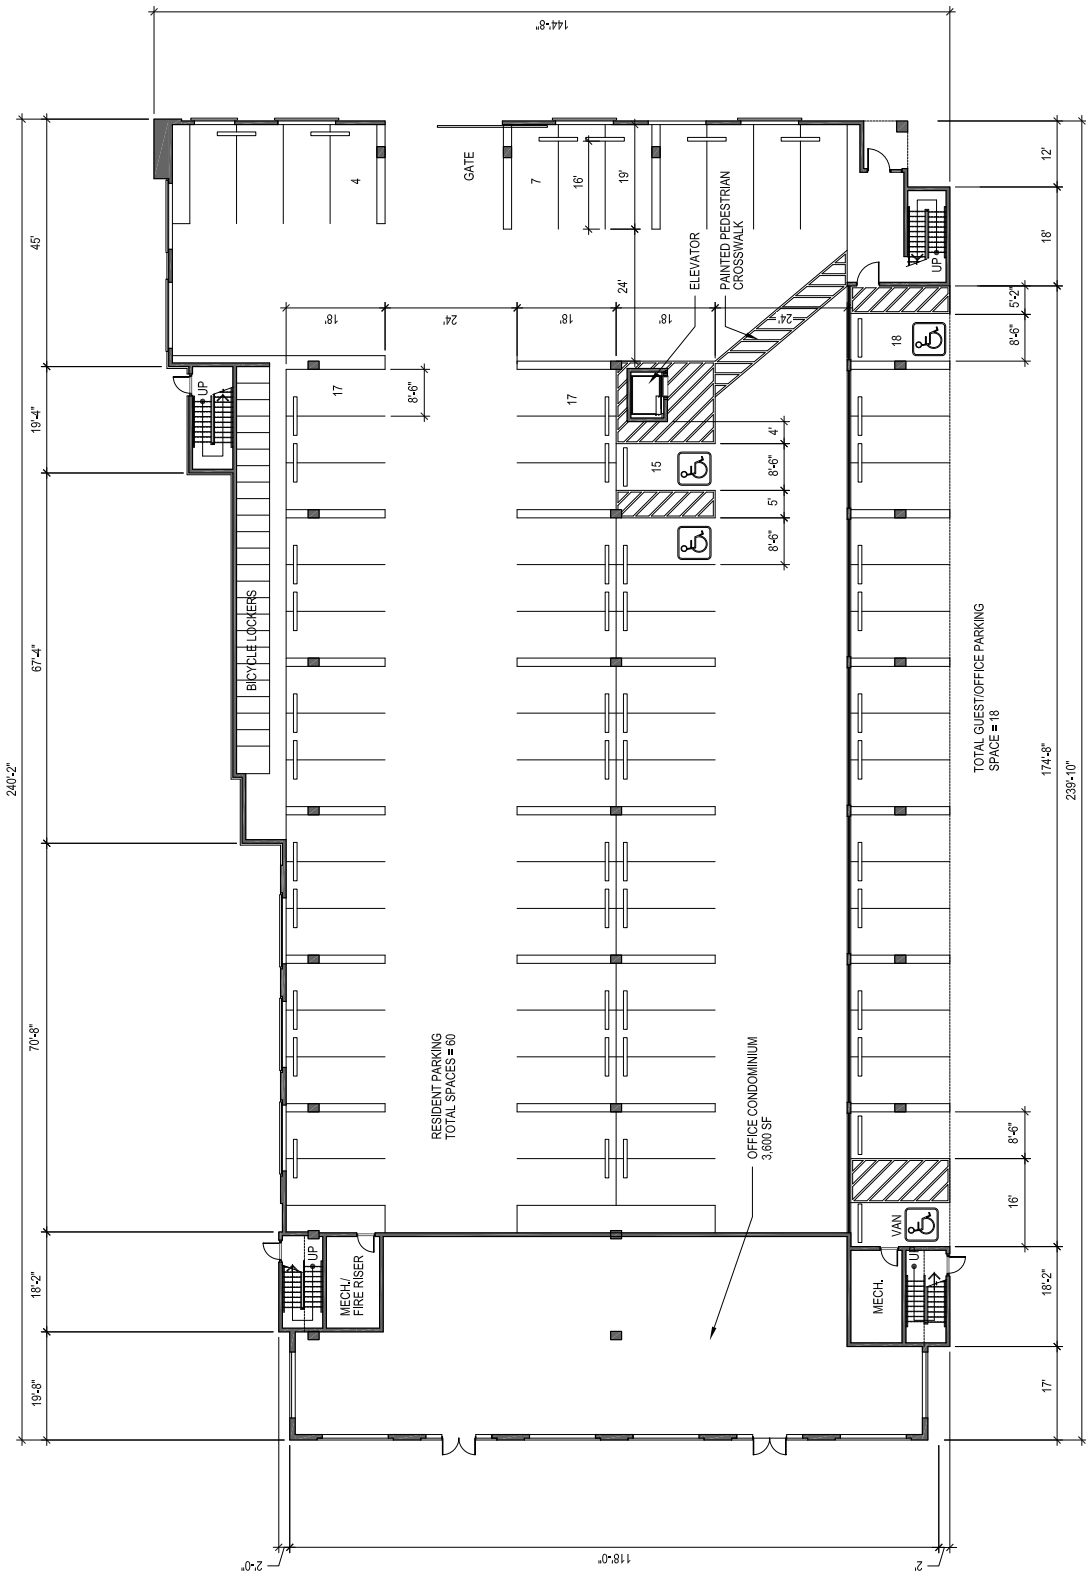 144'-8"
240'-2"
45'
19'-4"
67'-4"
70'-8"
18'-2"
19'-8"
4
GATE
7
16'
19'
24'
ELEVATOR
PAINTED PEDESTRIAN
CROSSWALK
12'
18'
UP
5'-2"
8'-6"
18
18'
24'
18'
18'
24'
UP
17
8'-6"
17
15
4'
8'-6"
5'
8'-6"
BICYCLE LOCKERS
TOTAL GUEST/OFFICE PARKING
SPACE = 18
174'-8"
239'-10"
RESIDENT PARKING
TOTAL SPACES = 60
OFFICE CONDOMINIUM
3,600 SF
8'-6"
16'
VAN
UP
MECH./
FIRE RISER
MECH.
UP
18'-2"
17'
2'-0"
118'-0"
2'